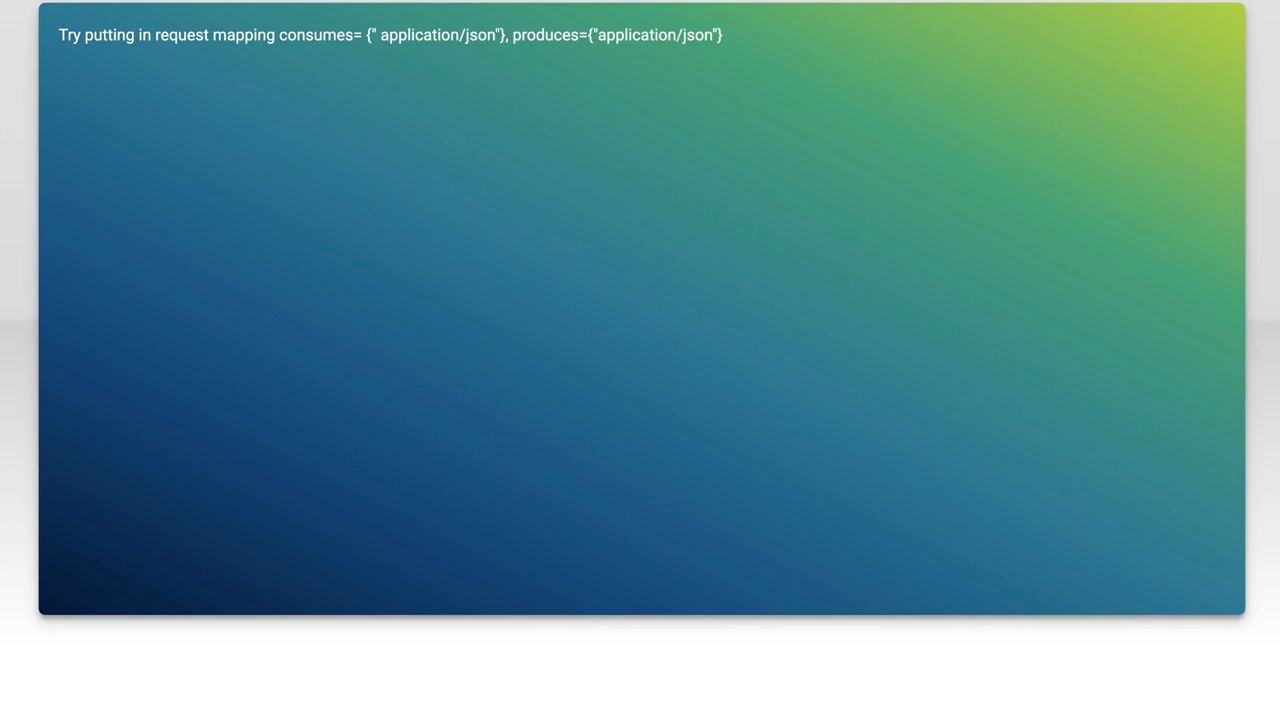 Try putting in request mapping consumes= {" application/json"}, produces={"application/json"}